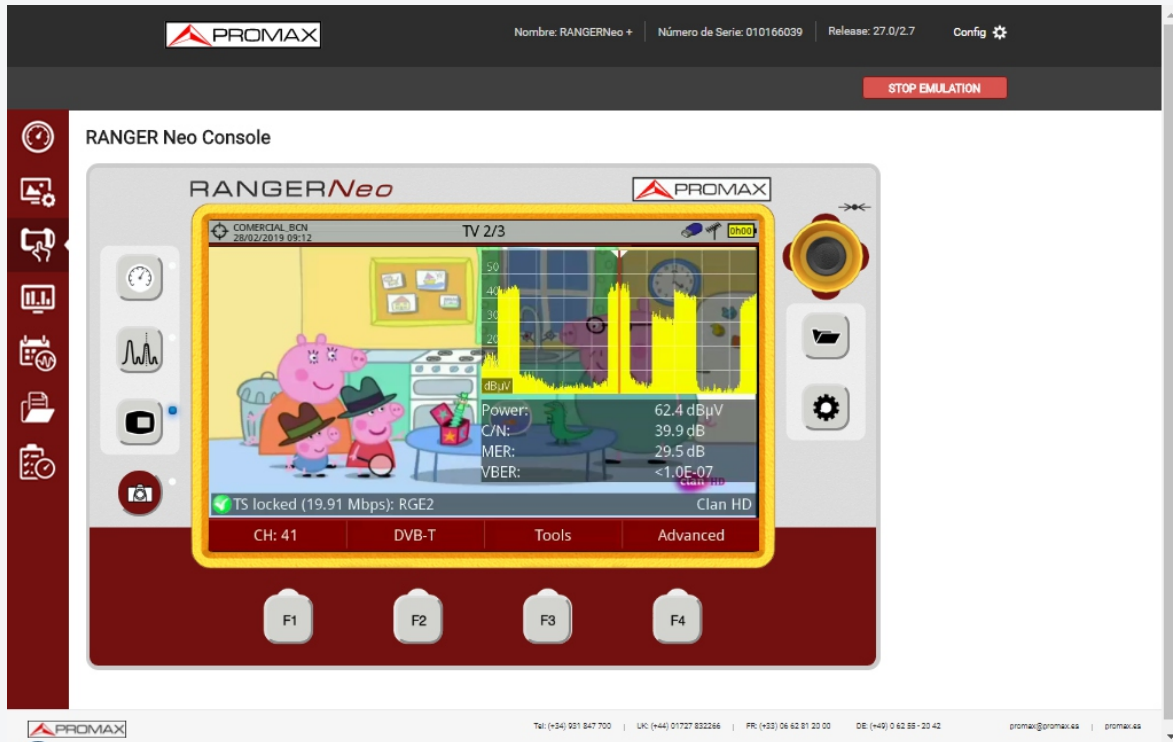 PROMAX
Nombre: RANGERNeo +
Número de Serie: 010166039
Release: 27.0/2.7
Config
STOP EMULATION
RANGER Neo Console
RANGERNeo
PROMAX
COMERCIAL_BCN
28/02/2019 09:12
TV 2/3
0h00
50
40
30
20
dBµV
Power: 62.4 dBµV
C/N: 39.9 dB
MER: 29.5 dB
VBER: <1.0E-07
Clan HD
TS locked (19.91 Mbps): RGE2
Clan HD
CH: 41
DVB-T
Tools
Advanced
F1
F2
F3
F4
PROMAX
Tel: (+34) 931 847 700 | UK: (+44) 01727 832266 | FR: (+33) 06 62 81 20 00
DE: (+49) 0 62 55 - 20 42
promax@promax.es | promax.es